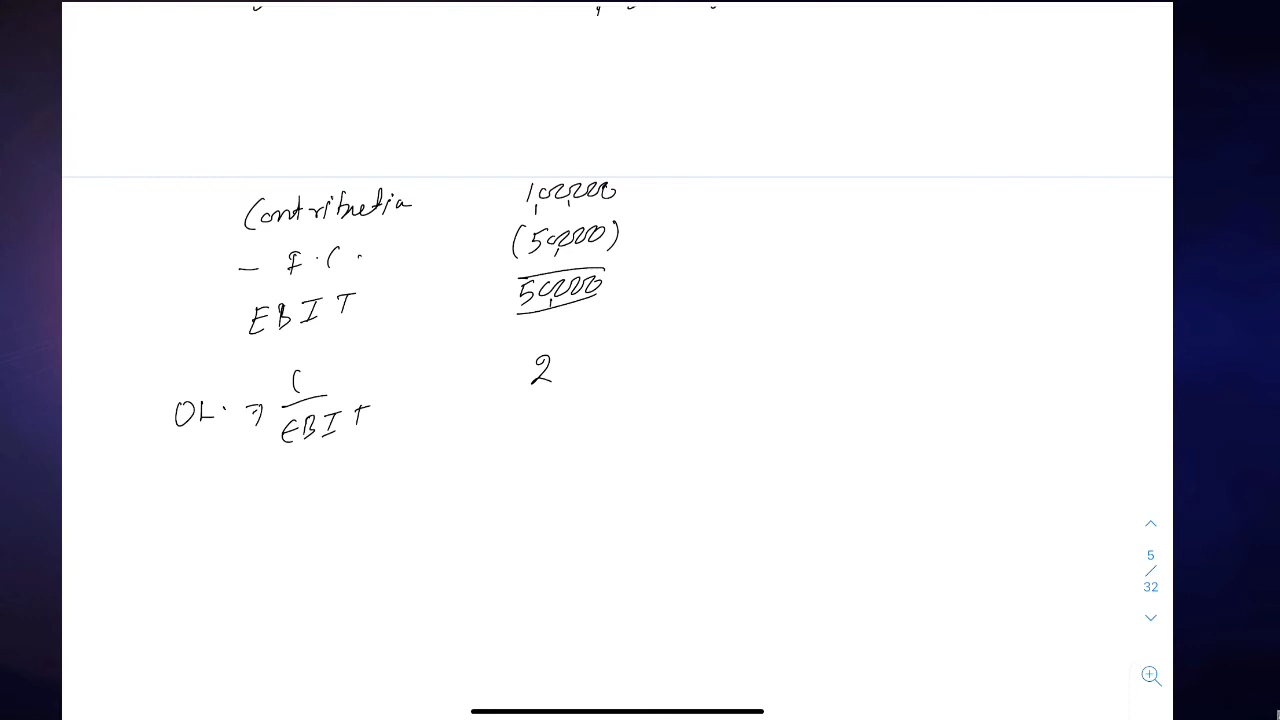 Contribution 1,00,000
- F.C. (50,000)
EBIT 50,000
OL. ⇒ C / EBIT 2
5 / 32